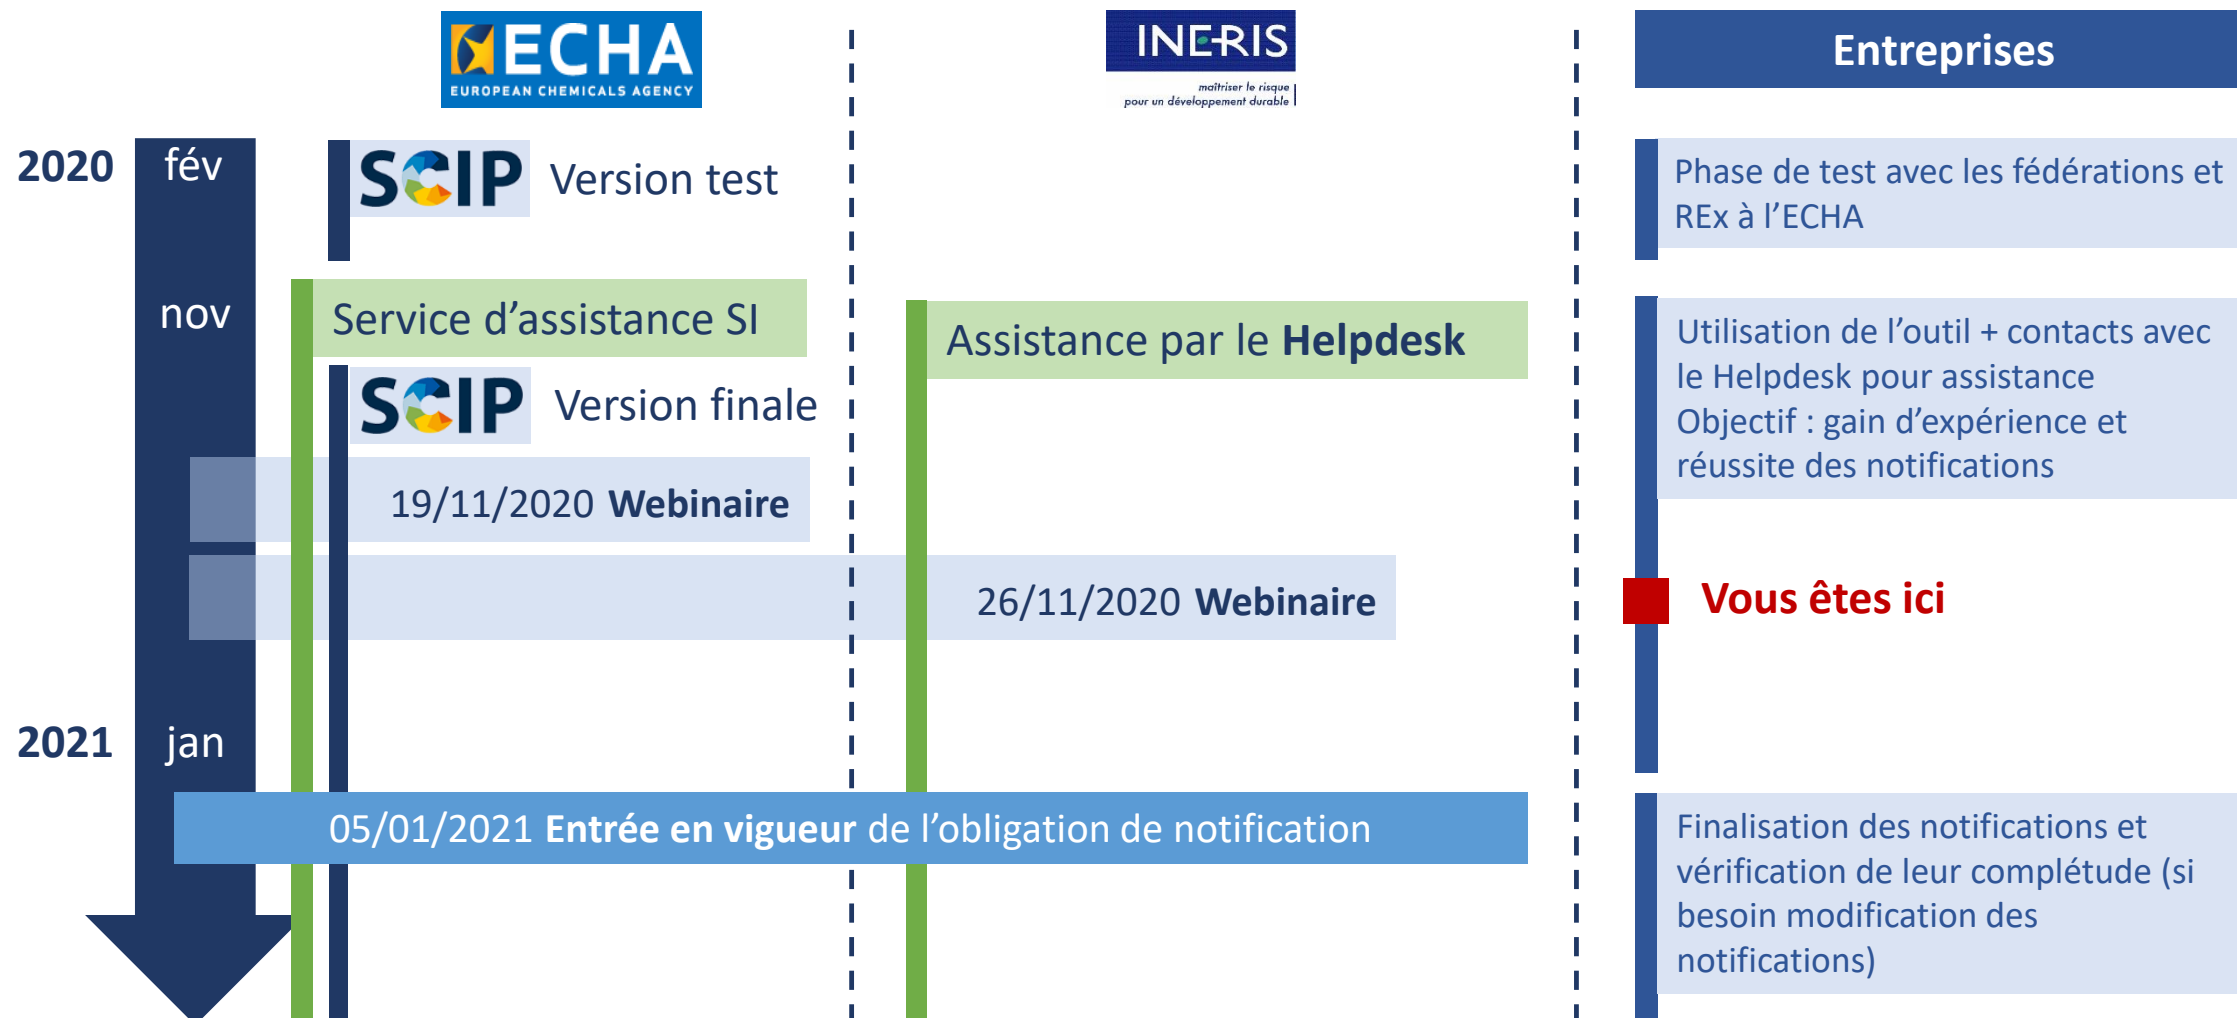 ECHA
EUROPEAN CHEMICALS AGENCY
INERIS
maîtriser le risque
pour un développement durable
Entreprises
2020
fév
SCIP
Version test
Phase de test avec les fédérations et
REx à l’ECHA
nov
Service d’assistance SI
Assistance par le Helpdesk
Utilisation de l’outil + contacts avec
le Helpdesk pour assistance
Objectif : gain d’expérience et
réussite des notifications
SCIP
Version finale
19/11/2020 Webinaire
26/11/2020 Webinaire
Vous êtes ici
2021
jan
05/01/2021 Entrée en vigueur de l’obligation de notification
Finalisation des notifications et
vérification de leur complétude (si
besoin modification des
notifications)